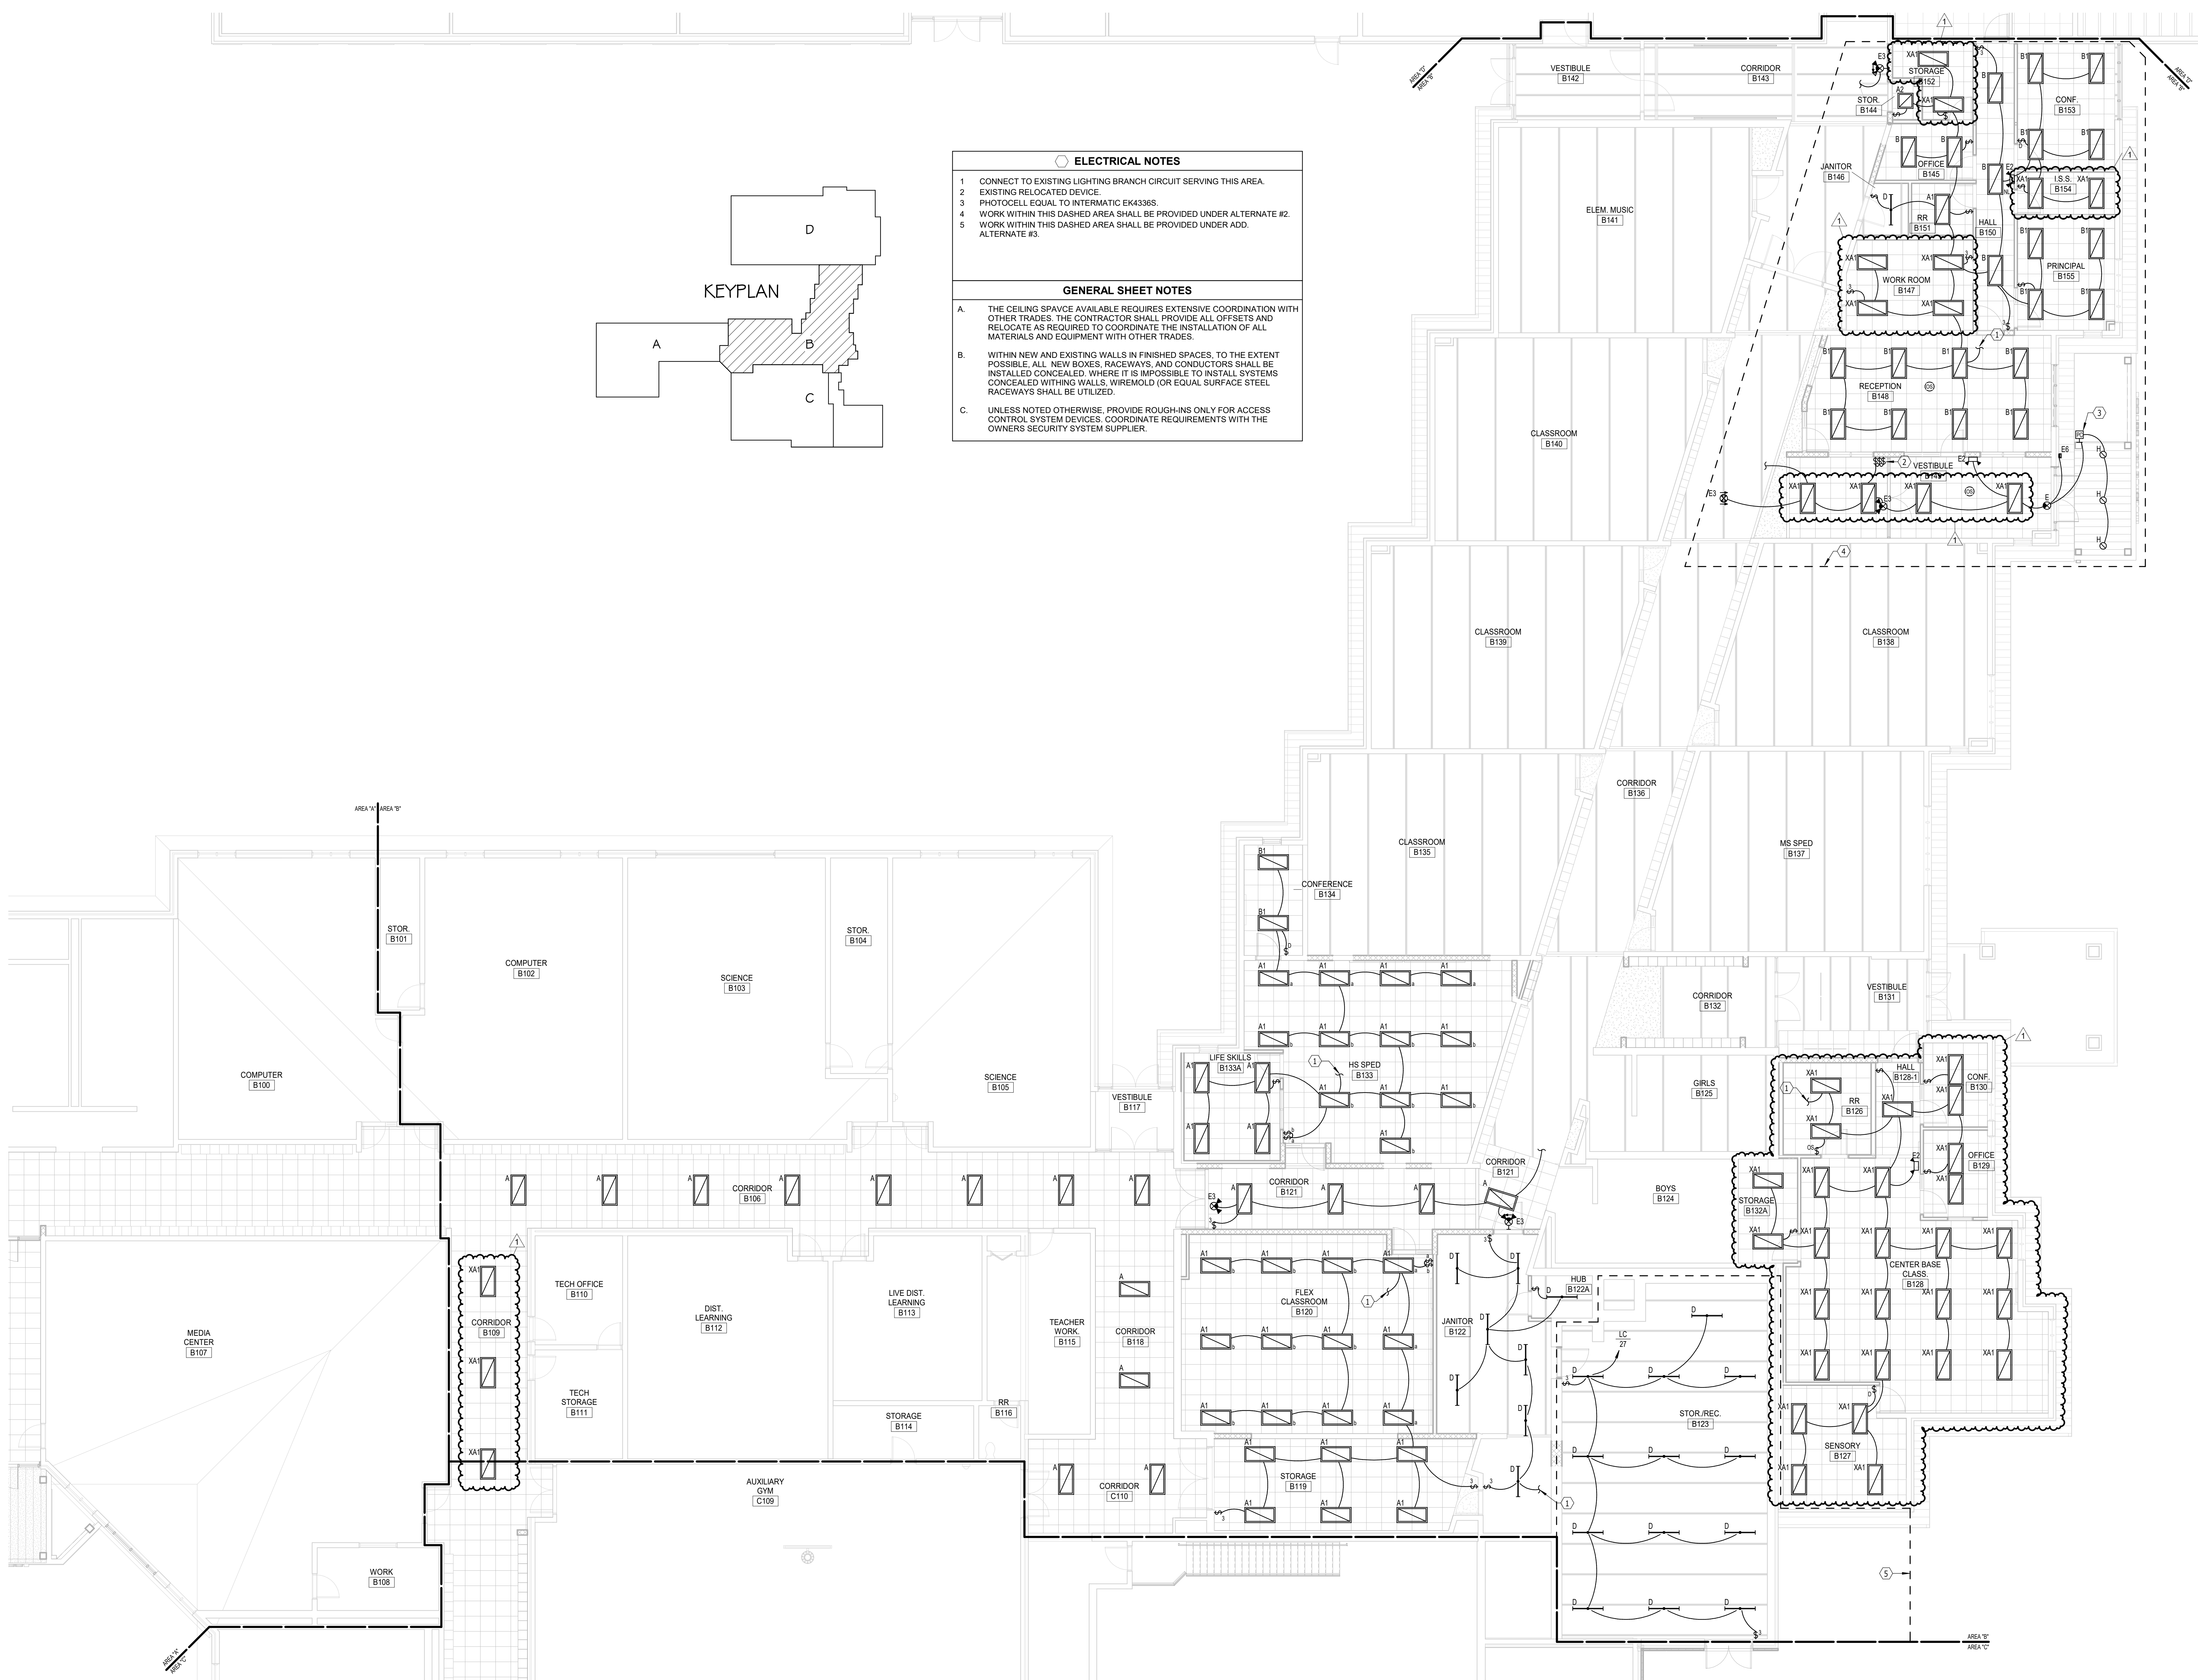 AREA "D"
AREA "B"
AREA "D"
AREA "B"
ELECTRICAL NOTES
1 CONNECT TO EXISTING LIGHTING BRANCH CIRCUIT SERVING THIS AREA.
2 EXISTING RELOCATED DEVICE.
3 PHOTOCELL EQUAL TO INTERMATIC EK4336S.
4 WORK WITHIN THIS DASHED AREA SHALL BE PROVIDED UNDER ALTERNATE #2.
5 WORK WITHIN THIS DASHED AREA SHALL BE PROVIDED UNDER ADD.
ALTERNATE #3.
GENERAL SHEET NOTES
A. THE CEILING SPAVCE AVAILABLE REQUIRES EXTENSIVE COORDINATION WITH
OTHER TRADES. THE CONTRACTOR SHALL PROVIDE ALL OFFSETS AND
RELOCATE AS REQUIRED TO COORDINATE THE INSTALLATION OF ALL
MATERIALS AND EQUIPMENT WITH OTHER TRADES.
B. WITHIN NEW AND EXISTING WALLS IN FINISHED SPACES, TO THE EXTENT
POSSIBLE, ALL NEW BOXES, RACEWAYS, AND CONDUCTORS SHALL BE
INSTALLED CONCEALED. WHERE IT IS IMPOSSIBLE TO INSTALL SYSTEMS
CONCEALED WITHING WALLS, WIREMOLD (OR EQUAL SURFACE STEEL
RACEWAYS SHALL BE UTILIZED.
C. UNLESS NOTED OTHERWISE, PROVIDE ROUGH-INS ONLY FOR ACCESS
CONTROL SYSTEM DEVICES. COORDINATE REQUIREMENTS WITH THE
OWNERS SECURITY SYSTEM SUPPLIER.
KEYPLAN
A
B
C
D
VESTIBULE
B142
CORRIDOR
B143
STORAGE
B152
STOR.
B144
CONF.
B153
OFFICE
B145
JANITOR
B146
I.S.S.
B154
RR
B151
HALL
B150
ELEM. MUSIC
B141
WORK ROOM
B147
PRINCIPAL
B155
RECEPTION
B148
VESTIBULE
B149
CLASSROOM
B140
CLASSROOM
B139
CLASSROOM
B138
CORRIDOR
B136
CLASSROOM
B135
MS SPED
B137
CONFERENCE
B134
AREA "A"
AREA "B"
STOR.
B101
COMPUTER
B102
SCIENCE
B103
STOR.
B104
COMPUTER
B100
SCIENCE
B105
VESTIBULE
B117
LIFE SKILLS
B133A
HS SPED
B133
CORRIDOR
B132
VESTIBULE
B131
GIRLS
B125
RR
B126
HALL
B128-1
CONF.
B130
OFFICE
B129
CORRIDOR
B106
CORRIDOR
B121
CORRIDOR
B121
BOYS
B124
STORAGE
B132A
CENTER BASE
CLASS.
B128
MEDIA
CENTER
B107
CORRIDOR
B109
TECH OFFICE
B110
DIST.
LEARNING
B112
LIVE DIST.
LEARNING
B113
TEACHER
WORK.
B115
CORRIDOR
B118
FLEX
CLASSROOM
B120
JANITOR
B122
HUB
B122A
LC
27
TECH
STORAGE
B111
STORAGE
B114
RR
B116
STOR./REC.
B123
SENSORY
B127
STORAGE
B119
CORRIDOR
C110
AUXILIARY
GYM
C109
WORK
B108
AREA "A"
AREA "C"
AREA "B"
AREA "C"